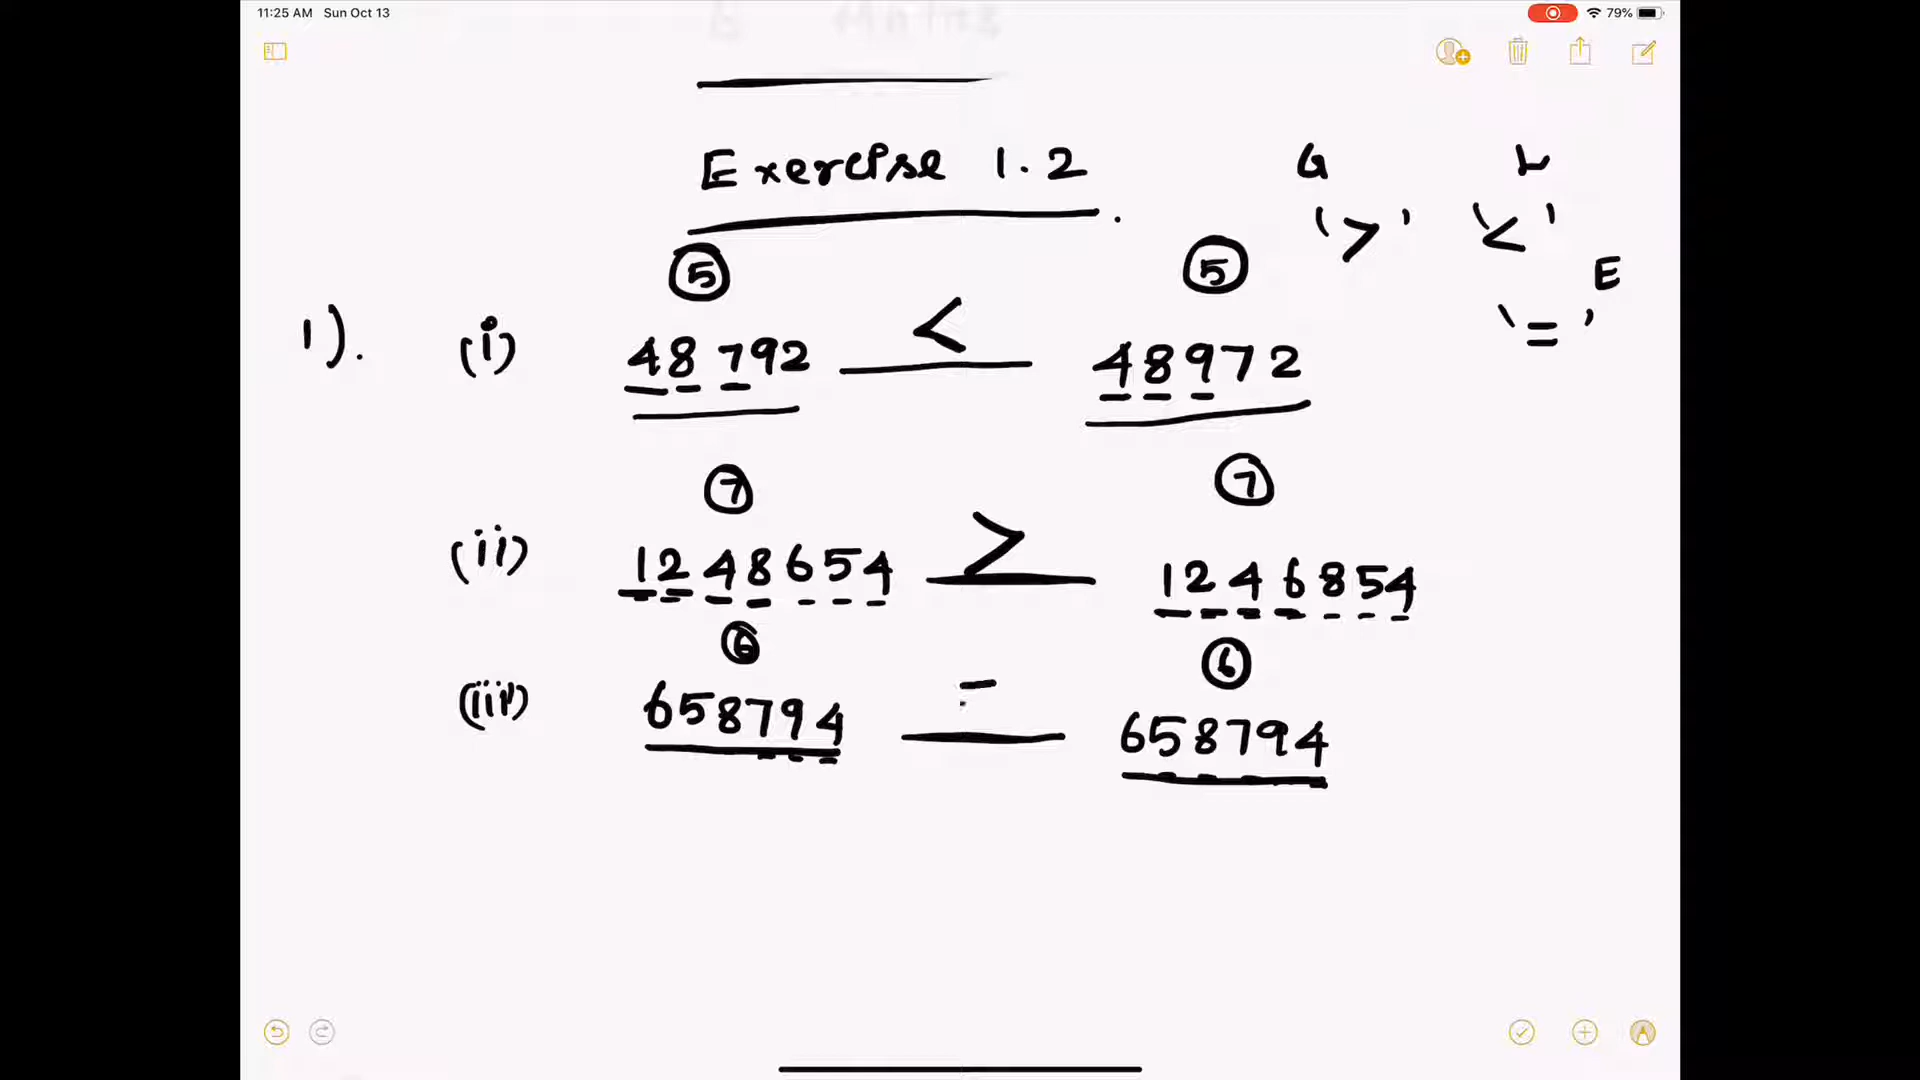 11:25 AM Sun Oct 13
79%
Exercise 1.2
G L
'>' '<'
E
'='
5 5
1). (i) 48792 < 48972
7 7
(ii) 1248654 > 1246854
6 6
(iii) 658794 = 658794